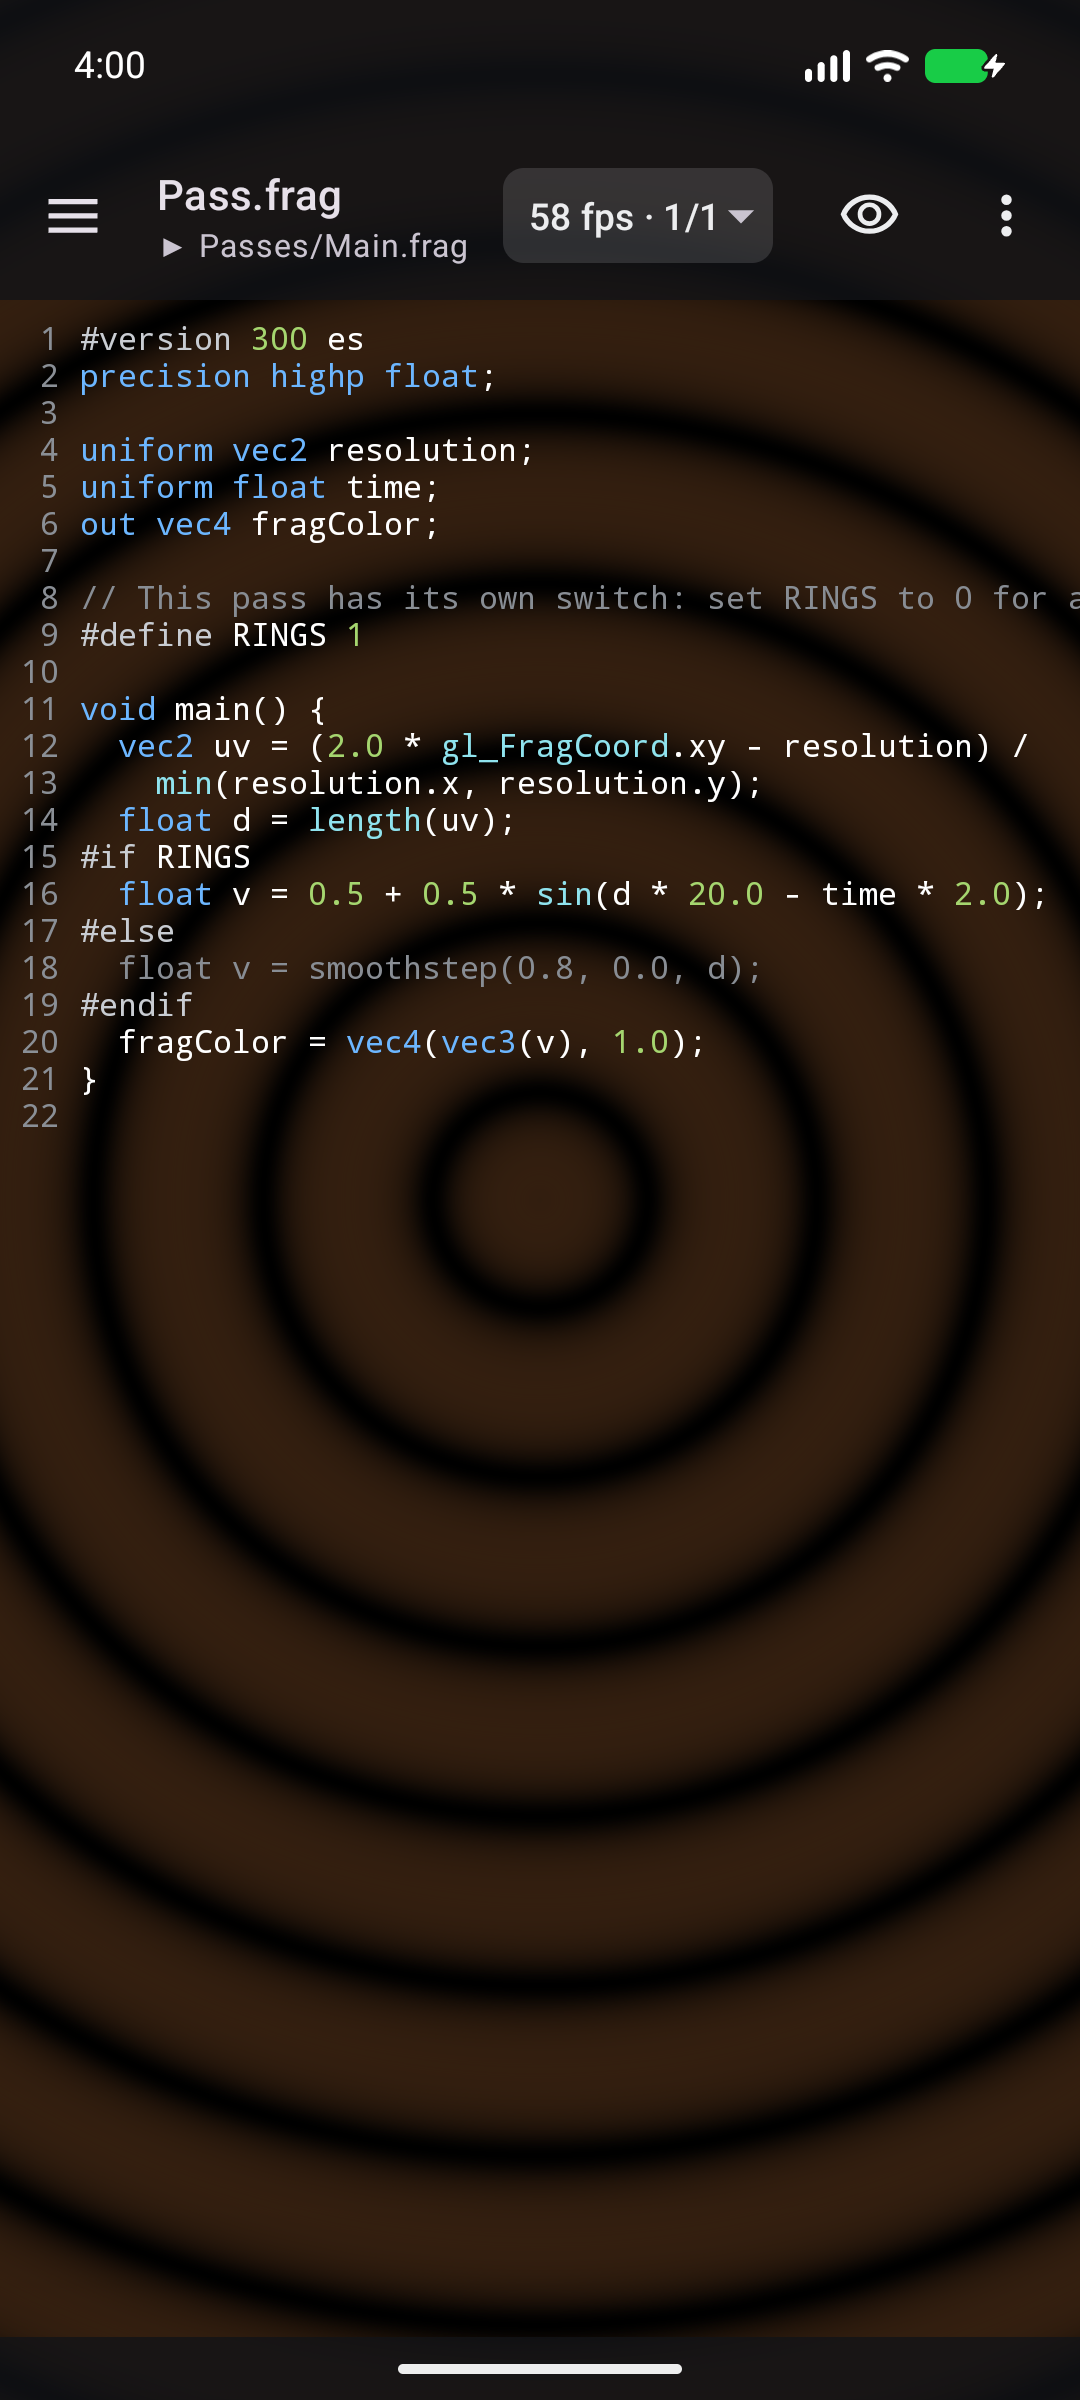 4:00
Pass.frag
► Passes/Main.frag
58 fps · 1/1
1 #version 300 es
2 precision highp float;
3
4 uniform vec2 resolution;
5 uniform float time;
6 out vec4 fragColor;
7
8 // This pass has its own switch: set RINGS to 0 for a
9 #define RINGS 1
10
11 void main() {
12   vec2 uv = (2.0 * gl_FragCoord.xy - resolution) /
13     min(resolution.x, resolution.y);
14   float d = length(uv);
15 #if RINGS
16   float v = 0.5 + 0.5 * sin(d * 20.0 - time * 2.0);
17 #else
18   float v = smoothstep(0.8, 0.0, d);
19 #endif
20   fragColor = vec4(vec3(v), 1.0);
21 }
22